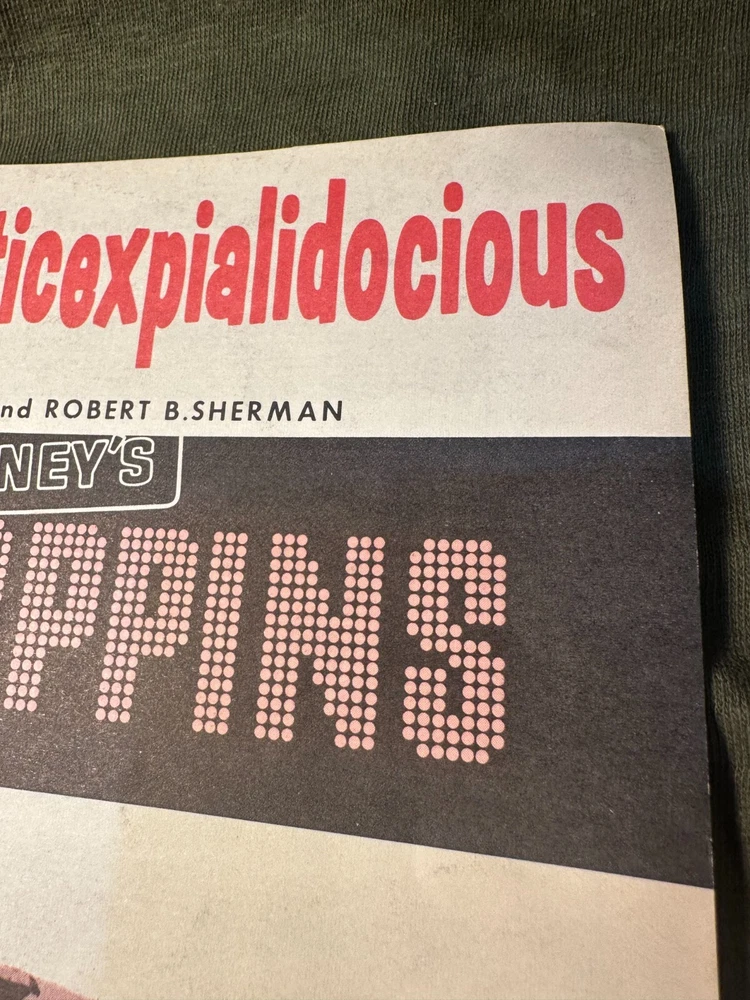 ticexpialidocious
nd ROBERT B.SHERMAN
NEY'S
PPINS